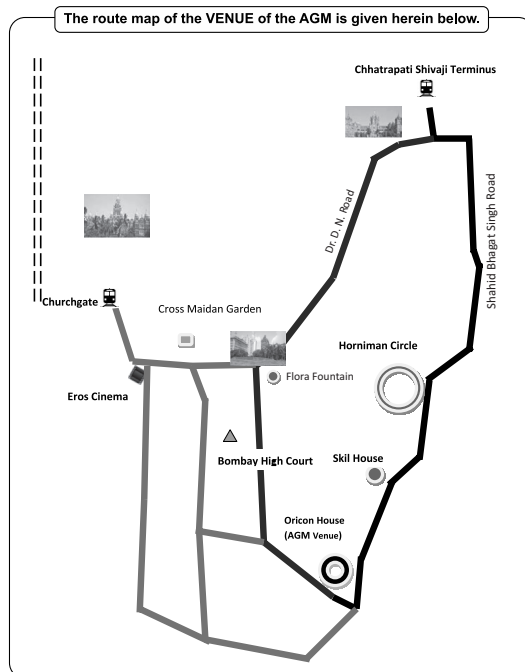 The route map of the VENUE of the AGM is given herein below.
Chhatrapati Shivaji Terminus
Dr. D. N. Road
Shahid Bhagat Singh Road
Churchgate
Cross Maidan Garden
Horniman Circle
Flora Fountain
Eros Cinema
Bombay High Court
Skil House
Oricon House
(AGM Venue)